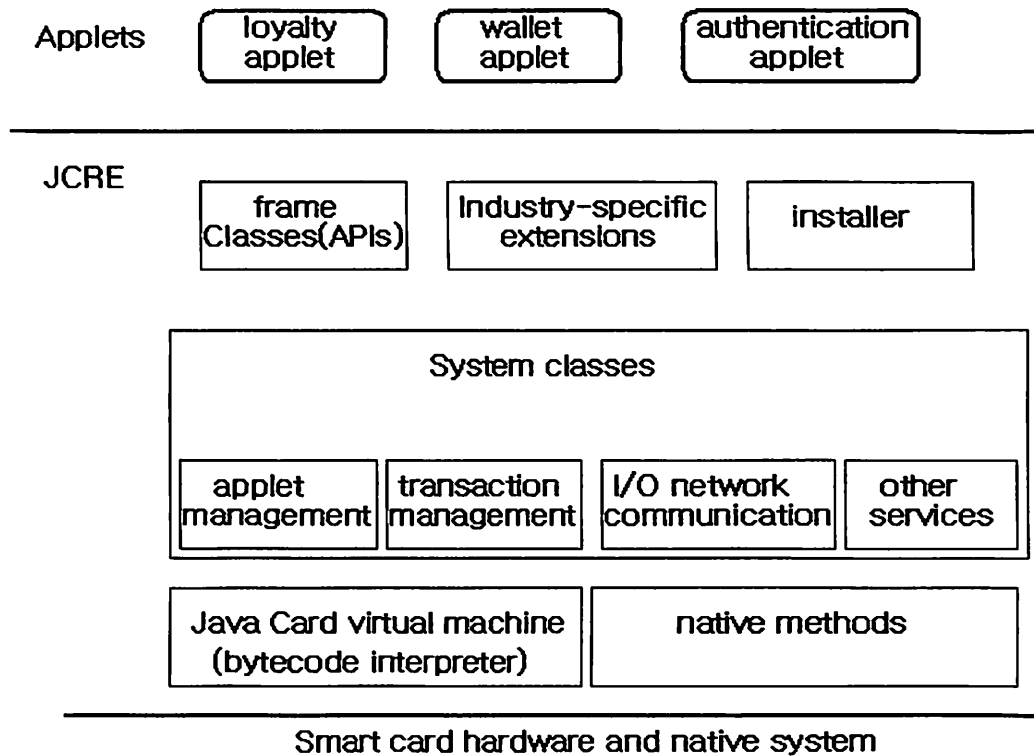 Applets
loyalty
applet
wallet
applet
authentication
applet
JCRE
frame
Classes(APIs)
Industry-specific
extensions
installer
System classes
applet
management
transaction
management
I/O network
communication
other
services
Java Card virtual machine
(bytecode interpreter)
native methods
Smart card hardware and native system